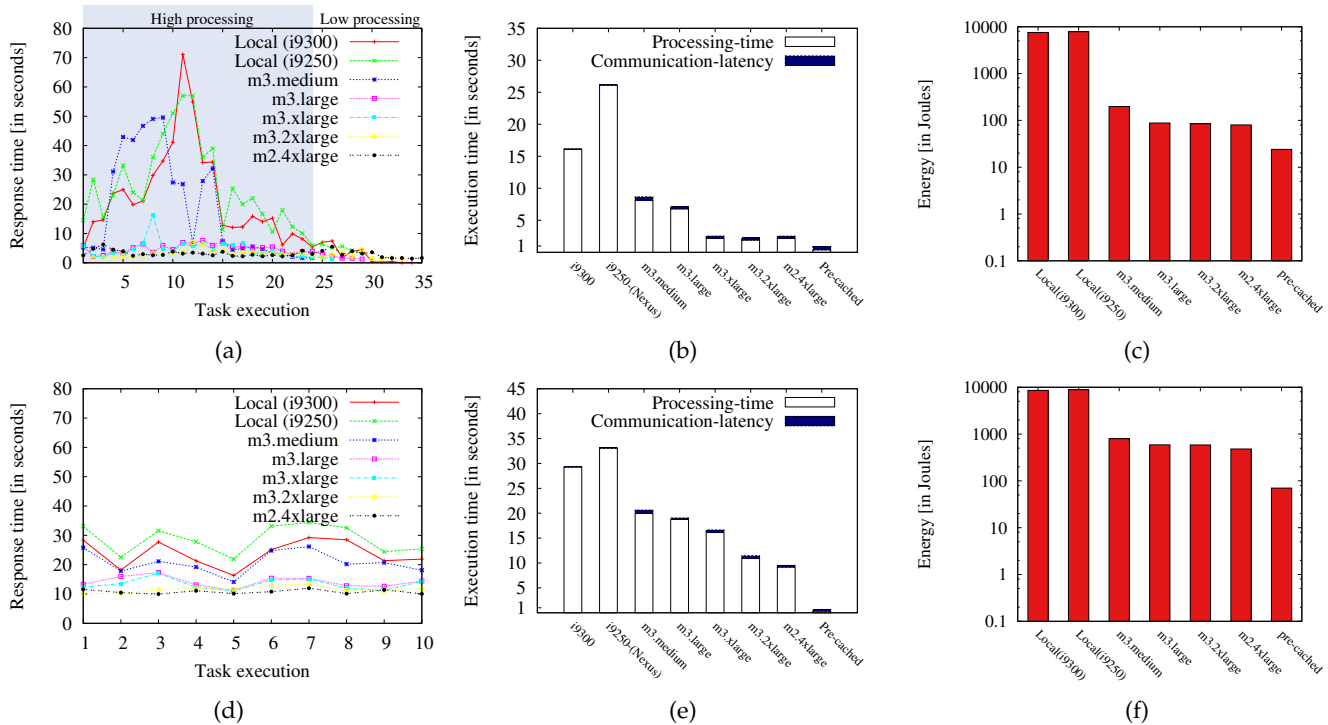 High processing
Low processing
Response time [in seconds]
80
70
60
50
40
30
20
10
0
Local (i9300)
Local (i9250)
m3.medium
m3.large
m3.xlarge
m3.2xlarge
m2.4xlarge
5
10
15
20
25
30
35
Task execution
(a)
Execution time [in seconds]
35
30
25
20
15
10
5
1
Processing-time
Communication-latency
i9300
i9250-(Nexus)
m3.medium
m3.large
m3.xlarge
m3.2xlarge
m2.4xlarge
Pre-cached
(b)
Energy [in Joules]
10000
1000
100
10
1
0.1
Local(i9300)
Local(i9250)
m3.medium
m3.large
m3.2xlarge
m2.4xlarge
pre-cached
(c)
Response time [in seconds]
80
70
60
50
40
30
20
10
0
Local (i9300)
Local (i9250)
m3.medium
m3.large
m3.xlarge
m3.2xlarge
m2.4xlarge
1
2
3
4
5
6
7
8
9
10
Task execution
(d)
Execution time [in seconds]
45
40
35
30
25
20
15
10
5
1
Processing-time
Communication-latency
i9300
i9250-(Nexus)
m3.medium
m3.large
m3.xlarge
m3.2xlarge
m2.4xlarge
Pre-cached
(e)
Energy [in Joules]
10000
1000
100
10
1
0.1
Local(i9300)
Local(i9250)
m3.medium
m3.large
m3.2xlarge
m2.4xlarge
pre-cached
(f)